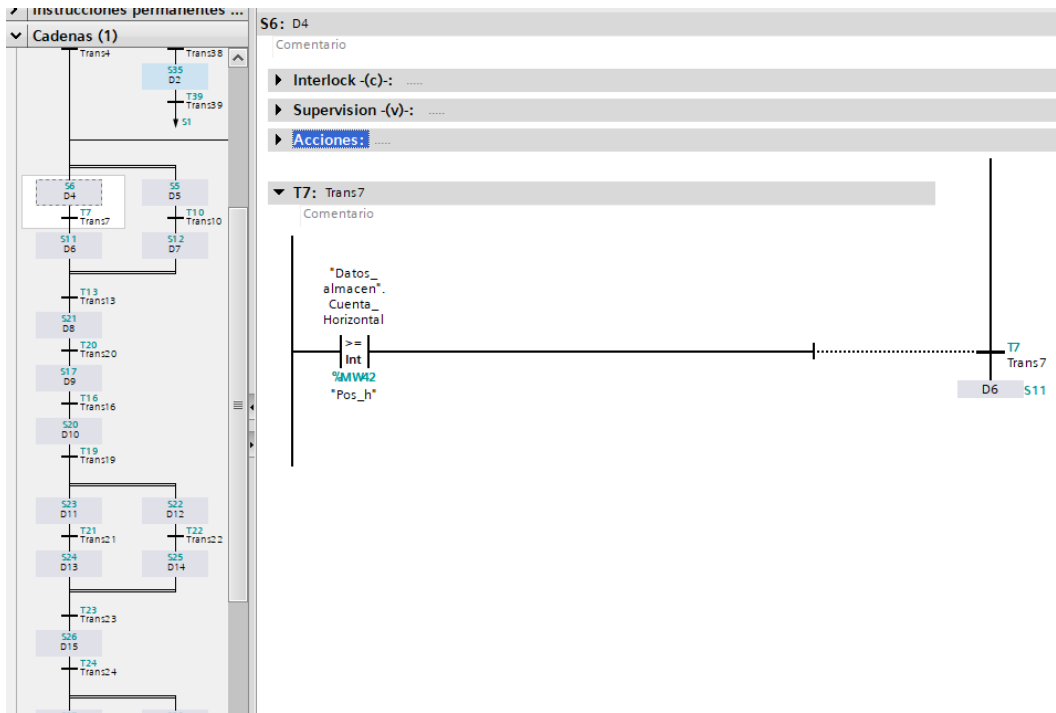 Instrucciones permanentes ...
Cadenas (1)
Trans4
Trans38
S35
D2
T39
Trans39
S1
S6
D4
S5
D5
T7
Trans7
T10
Trans10
S11
D6
S12
D7
T13
Trans13
S21
D8
T20
Trans20
S17
D9
T16
Trans16
S20
D10
T19
Trans19
S23
D11
S22
D12
T21
Trans21
T22
Trans22
S24
D13
S25
D14
T23
Trans23
S26
D15
T24
Trans24
S6: D4
Comentario
Interlock -(c)-: .....
Supervision -(v)-: .....
Acciones: .....
T7: Trans7
Comentario
"Datos_
almacen".
Cuenta_
Horizontal
>=
Int
%MW42
"Pos_h"
T7
Trans7
D6 S11